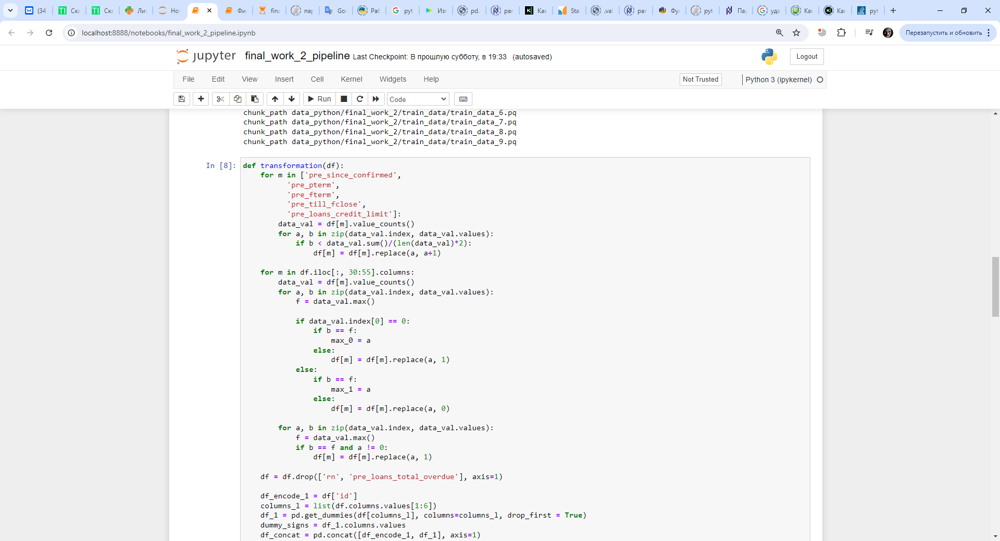 (34
Ска
Ска
Ли
Но
Фи
fina
пар
Goo
Раб
pyt
Изм
pd.
par
Как
Sta
.val
par
Фу
pyt
Па
уда
Как
Как
pyt
localhost:8888/notebooks/final_work_2_pipeline.ipynb
Перезапустить и обновить
jupyter final_work_2_pipeline Last Checkpoint: В прошлую субботу, в 19:33 (autosaved)
Logout
File Edit View Insert Cell Kernel Widgets Help
Not Trusted
Python 3 (ipykernel)
Run
Code
chunk_path data_python/final_work_2/train_data/train_data_6.pq
chunk_path data_python/final_work_2/train_data/train_data_7.pq
chunk_path data_python/final_work_2/train_data/train_data_8.pq
chunk_path data_python/final_work_2/train_data/train_data_9.pq
In [8]:
def transformation(df):
    for m in ['pre_since_confirmed',
          'pre_pterm',
          'pre_fterm',
          'pre_till_fclose',
          'pre_loans_credit_limit']:
        data_val = df[m].value_counts()
        for a, b in zip(data_val.index, data_val.values):
            if b < data_val.sum()/(len(data_val)*2):
                df[m] = df[m].replace(a, a+1)
    for m in df.iloc[:, 30:55].columns:
        data_val = df[m].value_counts()
        for a, b in zip(data_val.index, data_val.values):
            f = data_val.max()
            if data_val.index[0] == 0:
                if b == f:
                    max_0 = a
                else:
                    df[m] = df[m].replace(a, 1)
            else:
                if b == f:
                    max_1 = a
                else:
                    df[m] = df[m].replace(a, 0)
        for a, b in zip(data_val.index, data_val.values):
            f = data_val.max()
            if b == f and a != 0:
                df[m] = df[m].replace(a, 1)
    df = df.drop(['rn', 'pre_loans_total_overdue'], axis=1)
    df_encode_1 = df['id']
    columns_l = list(df.columns.values[1:6])
    df_1 = pd.get_dummies(df[columns_l], columns=columns_l, drop_first = True)
    dummy_signs = df_1.columns.values
    df_concat = pd.concat([df_encode_1, df_1], axis=1)